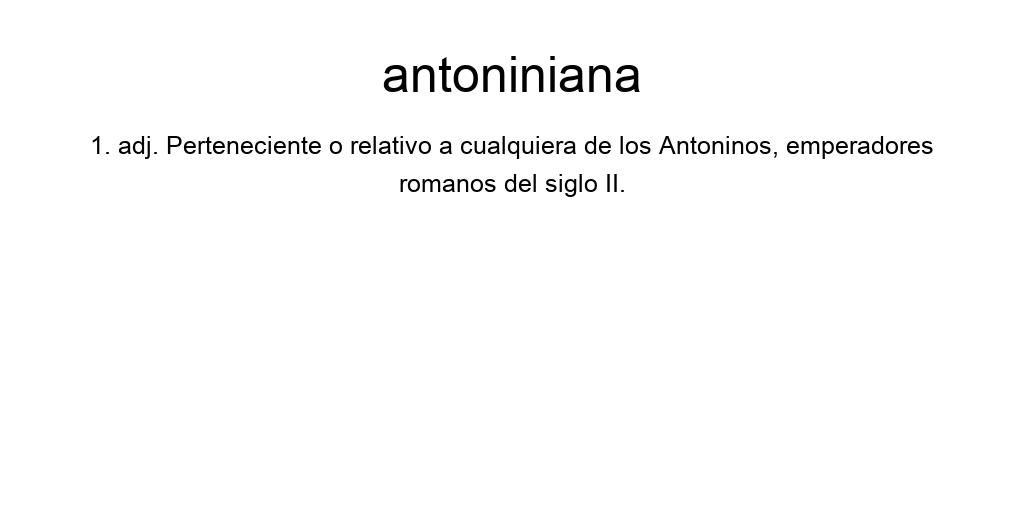 antoniniana
1. adj. Perteneciente o relativo a cualquiera de los Antoninos, emperadores
romanos del siglo II.